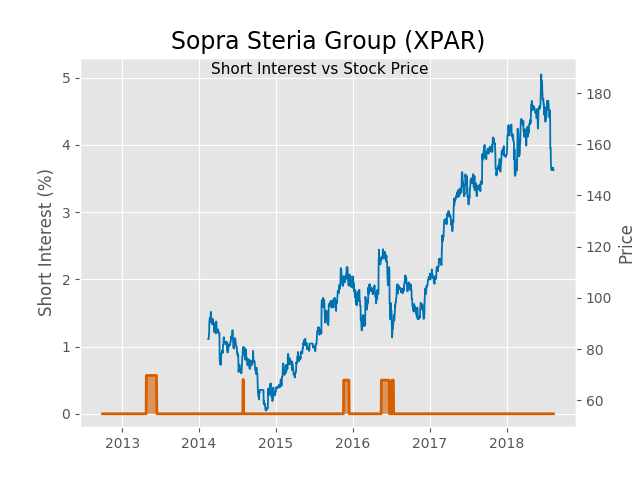 Sopra Steria Group (XPAR)
Short Interest vs Stock Price
Short Interest (%)
5
4
3
2
1
0
180
160
140
120
100
80
60
Price
2013 2014 2015 2016 2017 2018